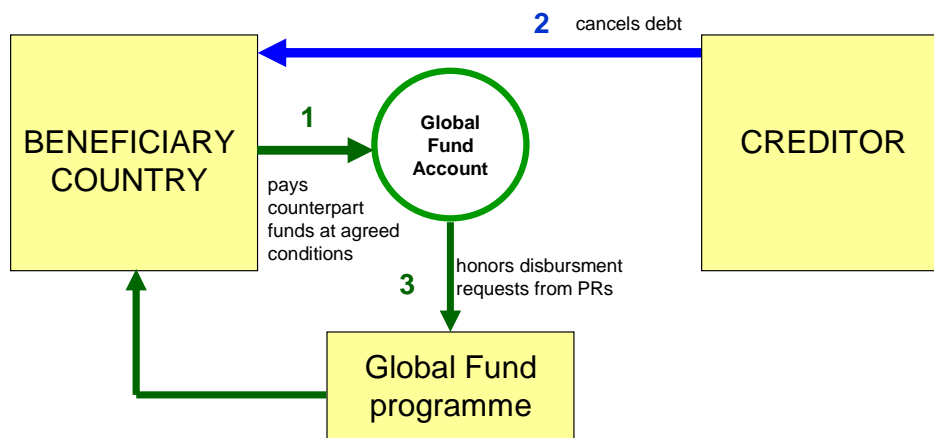 2 cancels debt
BENEFICIARY
COUNTRY
1
pays
counterpart
funds at agreed
conditions
Global
Fund
Account
CREDITOR
3
honors disbursment
requests from PRs
Global Fund
programme